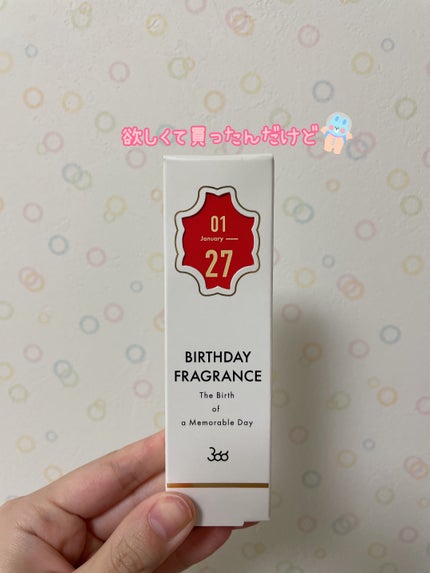 欲しくて買ったんだけど
01
January
27
BIRTHDAY
FRAGRANCE
The Birth
of
a Memorable Day
366